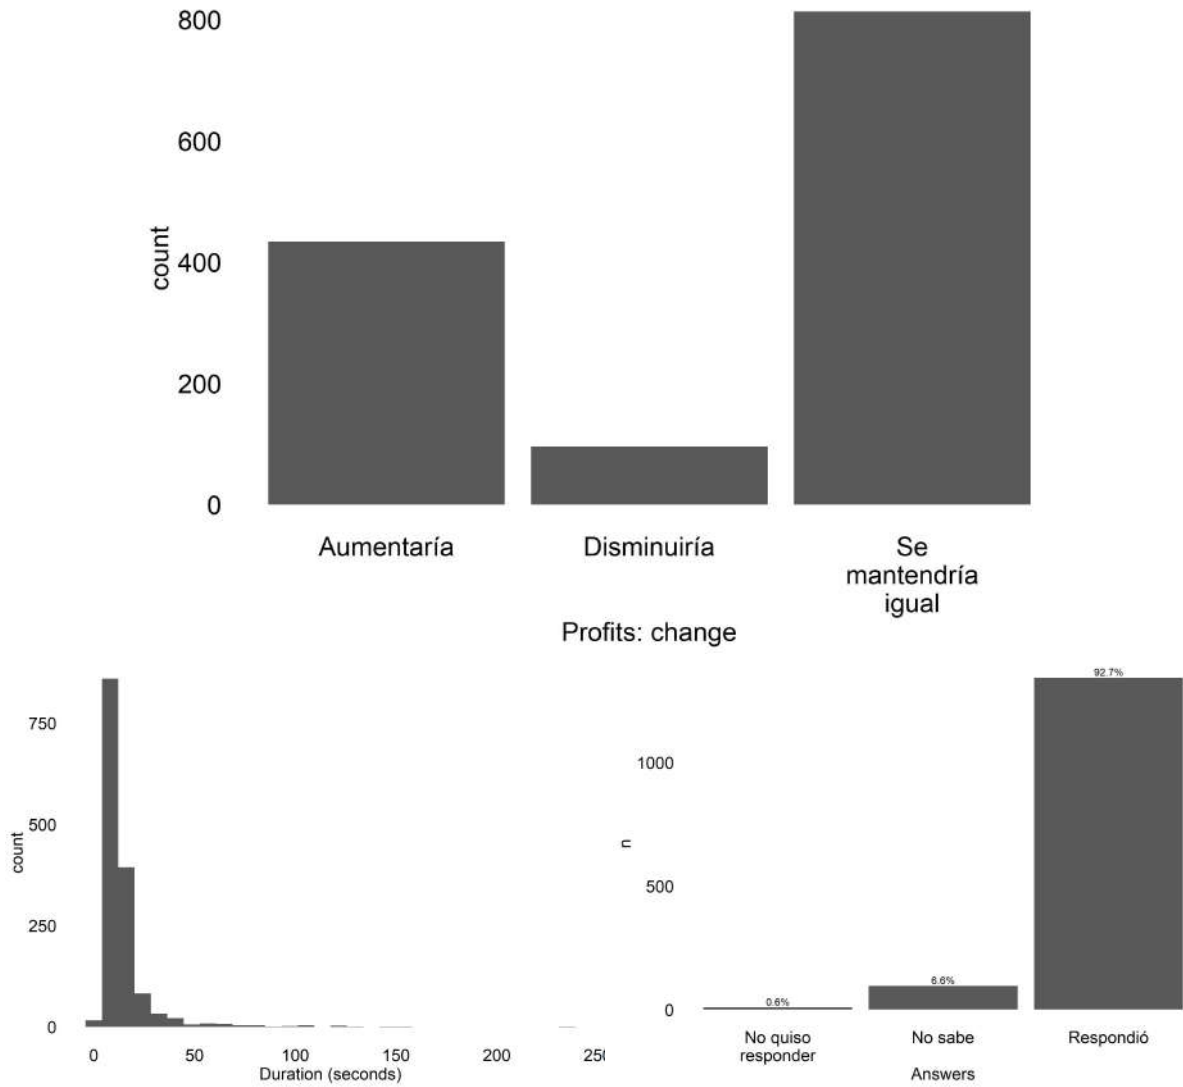 800
600
count
400
200
0
Aumentaría
Disminuiría
Se
mantendría
igual
Profits: change
750
500
count
250
0
0
50
100
150
200
250
Duration (seconds)
92.7%
1000
n
500
6.6%
0.6%
0
No quiso
responder
No sabe
Respondió
Answers